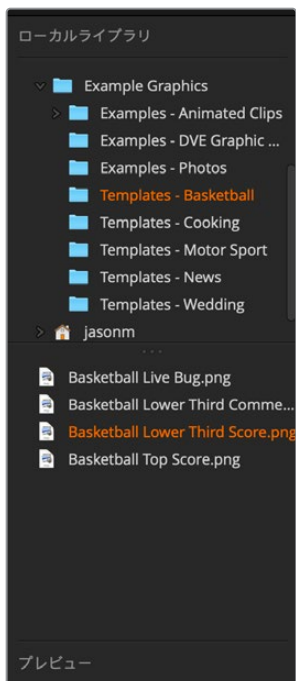 ローカルライブラリ
Example Graphics
Examples - Animated Clips
Examples - DVE Graphic ...
Examples - Photos
Templates - Basketball
Templates - Cooking
Templates - Motor Sport
Templates - News
Templates - Wedding
jasonm
Basketball Live Bug.png
Basketball Lower Third Comme...
Basketball Lower Third Score.png
Basketball Top Score.png
プレビュー